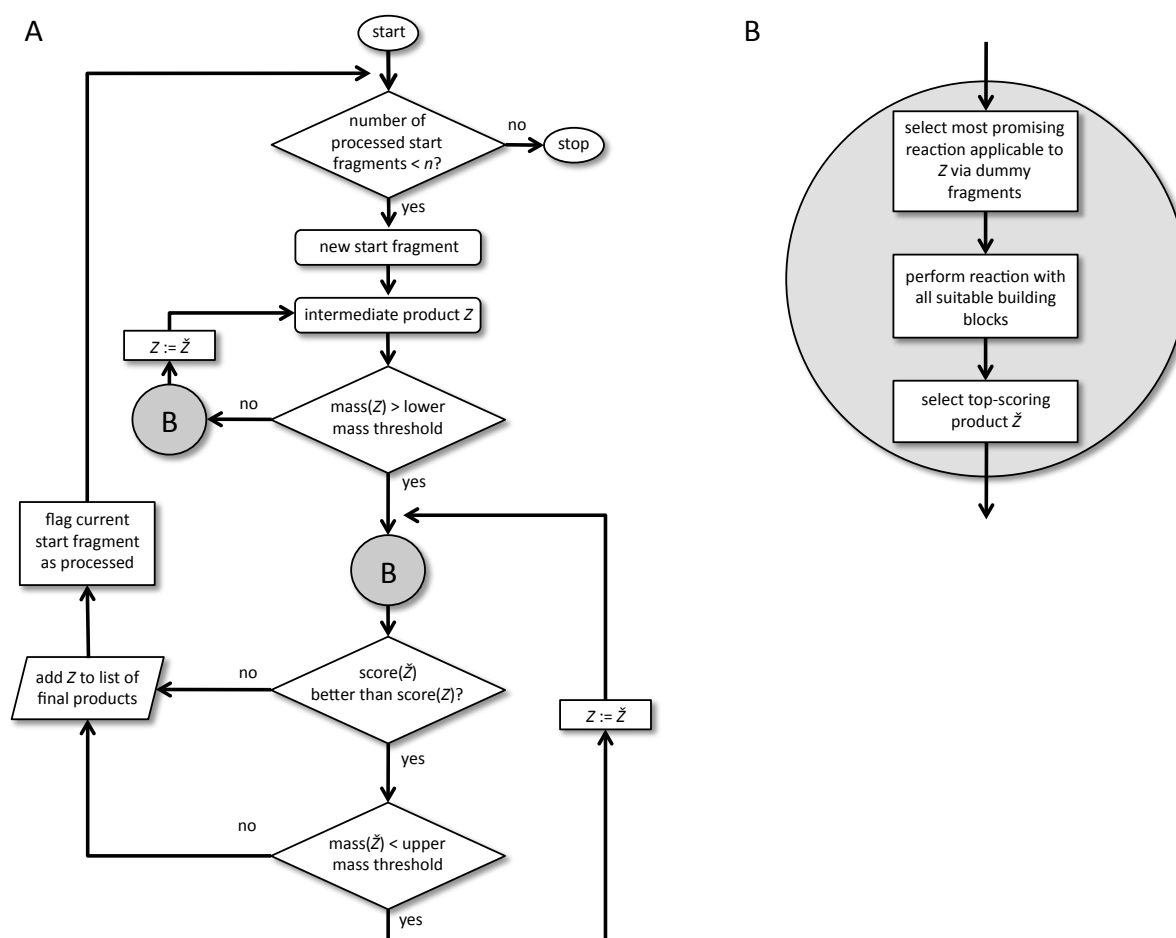 A
start
number of
processed start
fragments < n?
no
stop
yes
new start fragment
intermediate product Z
Z := Ž
mass(Z) > lower
mass threshold
no
B
yes
flag current
start fragment
as processed
B
score(Ž)
better than score(Z)?
no
add Z to list of
final products
Z := Ž
yes
mass(Ž) < upper
mass threshold
no
yes
B
select most promising
reaction applicable to
Z via dummy
fragments
perform reaction with
all suitable building
blocks
select top-scoring
product Ž